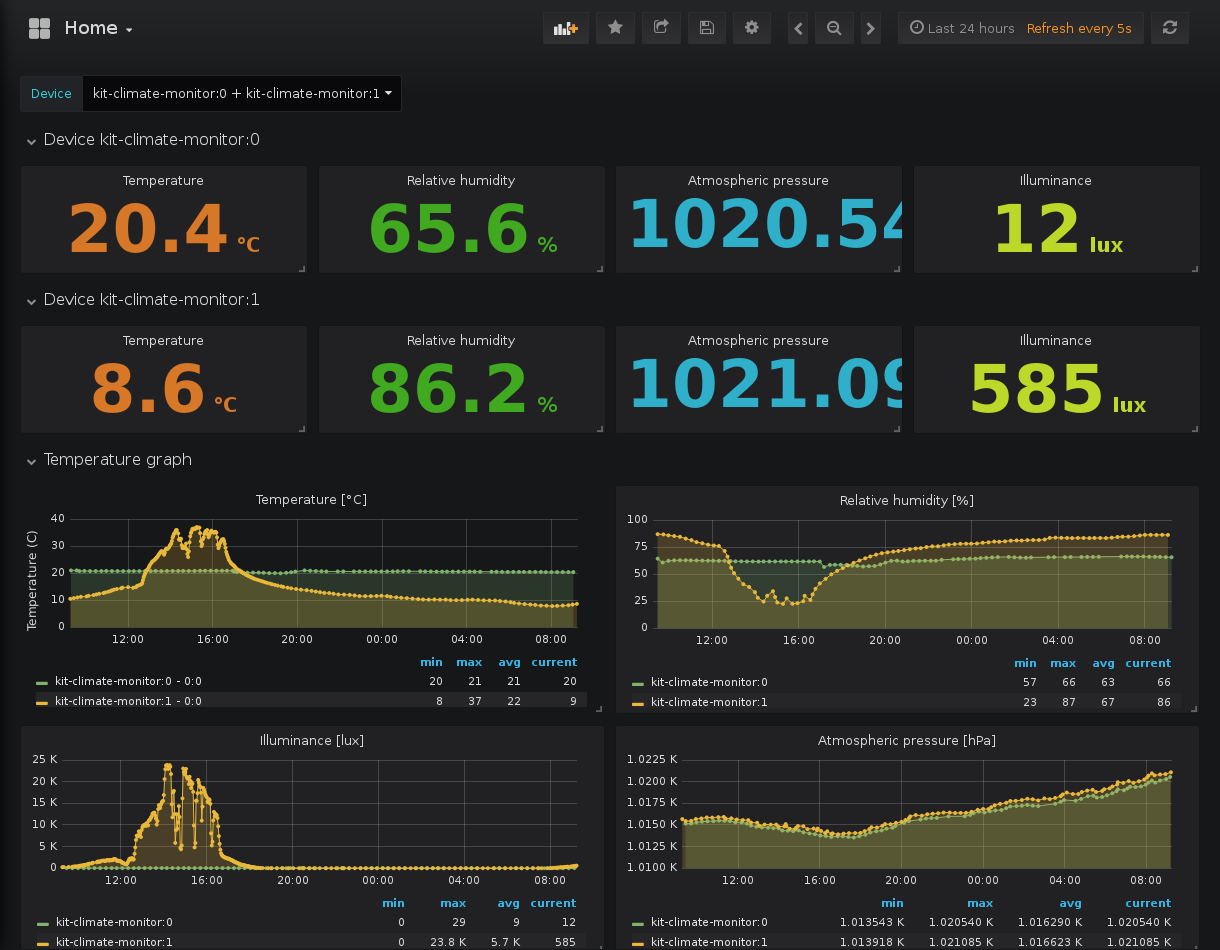 Home
Last 24 hours Refresh every 5s
Device kit-climate-monitor:0 + kit-climate-monitor:1
Device kit-climate-monitor:0
Temperature Relative humidity Atmospheric pressure Illuminance
20.4 °C 65.6 % 1020.54 12 lux
Device kit-climate-monitor:1
Temperature Relative humidity Atmospheric pressure Illuminance
8.6 °C 86.2 % 1021.09 585 lux
Temperature graph
Temperature [°C]
Temperature (C)
40
30
20
10
0
12:00 16:00 20:00 00:00 04:00 08:00
min max avg current
kit-climate-monitor:0 - 0:0 20 21 21 20
kit-climate-monitor:1 - 0:0 8 37 22 9
Relative humidity [%]
100
75
50
25
0
12:00 16:00 20:00 00:00 04:00 08:00
min max avg current
kit-climate-monitor:0 57 66 63 66
kit-climate-monitor:1 23 87 67 86
Illuminance [lux]
25 K
20 K
15 K
10 K
5 K
0
12:00 16:00 20:00 00:00 04:00 08:00
min max avg current
kit-climate-monitor:0 0 29 9 12
kit-climate-monitor:1 0 23.8 K 5.7 K 585
Atmospheric pressure [hPa]
1.0225 K
1.0200 K
1.0175 K
1.0150 K
1.0125 K
1.0100 K
12:00 16:00 20:00 00:00 04:00 08:00
min max avg current
kit-climate-monitor:0 1.013543 K 1.020540 K 1.016290 K 1.020540 K
kit-climate-monitor:1 1.013918 K 1.021085 K 1.016623 K 1.021085 K